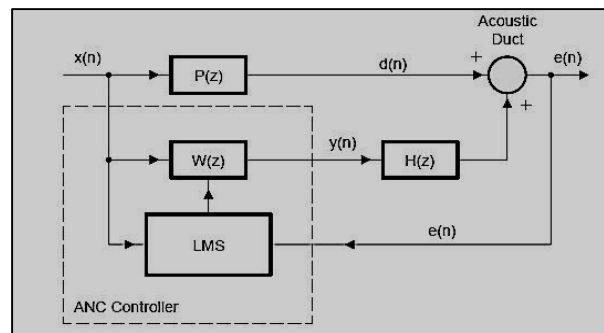 Acoustic
Duct
x(n)
P(z)
d(n)
+
e(n)
+
W(z)
y(n)
H(z)
LMS
e(n)
ANC Controller